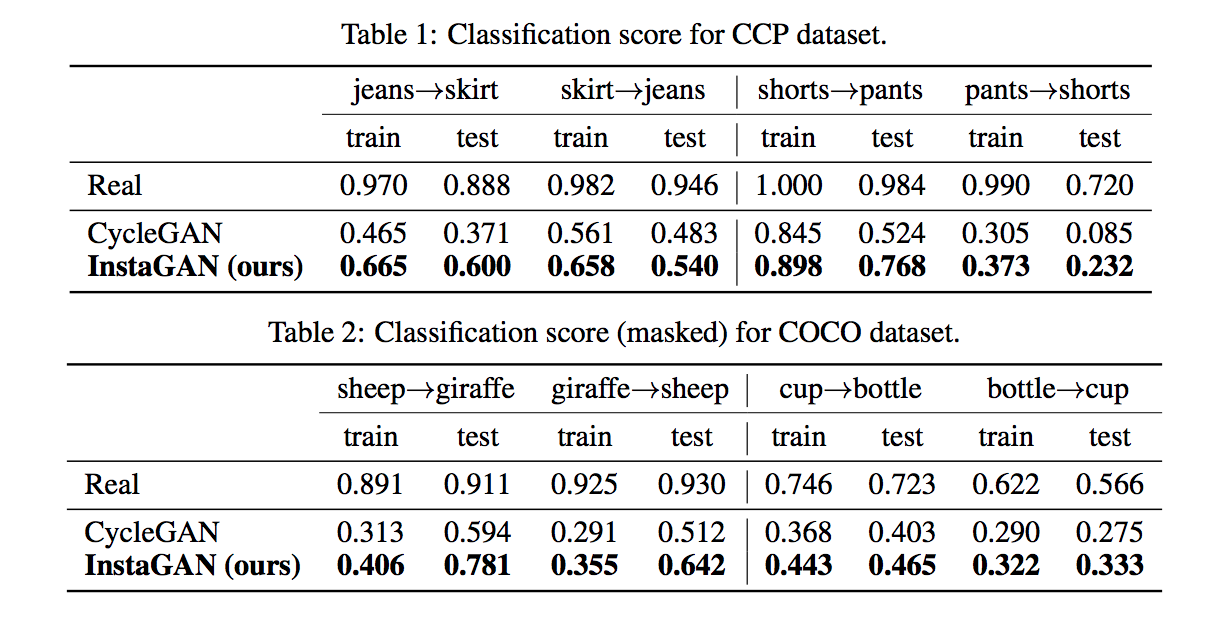 Table 1: Classification score for CCP dataset.
jeans→skirt skirt→jeans shorts→pants pants→shorts
train test train test train test train test
Real 0.970 0.888 0.982 0.946 1.000 0.984 0.990 0.720
CycleGAN 0.465 0.371 0.561 0.483 0.845 0.524 0.305 0.085
InstaGAN (ours) 0.665 0.600 0.658 0.540 0.898 0.768 0.373 0.232
Table 2: Classification score (masked) for COCO dataset.
sheep→giraffe giraffe→sheep cup→bottle bottle→cup
train test train test train test train test
Real 0.891 0.911 0.925 0.930 0.746 0.723 0.622 0.566
CycleGAN 0.313 0.594 0.291 0.512 0.368 0.403 0.290 0.275
InstaGAN (ours) 0.406 0.781 0.355 0.642 0.443 0.465 0.322 0.333